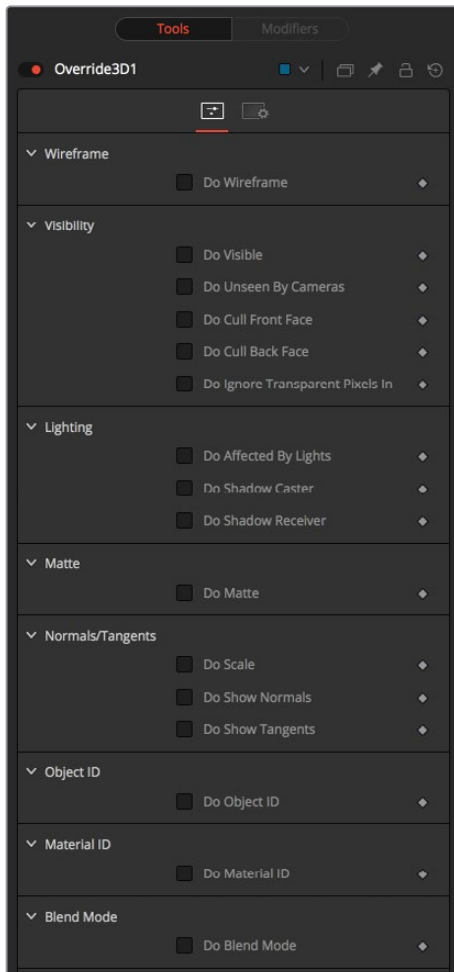 Tools Modifiers
Override3D1
Wireframe
Do Wireframe
Visibility
Do Visible
Do Unseen By Cameras
Do Cull Front Face
Do Cull Back Face
Do Ignore Transparent Pixels In
Lighting
Do Affected By Lights
Do Shadow Caster
Do Shadow Receiver
Matte
Do Matte
Normals/Tangents
Do Scale
Do Show Normals
Do Show Tangents
Object ID
Do Object ID
Material ID
Do Material ID
Blend Mode
Do Blend Mode